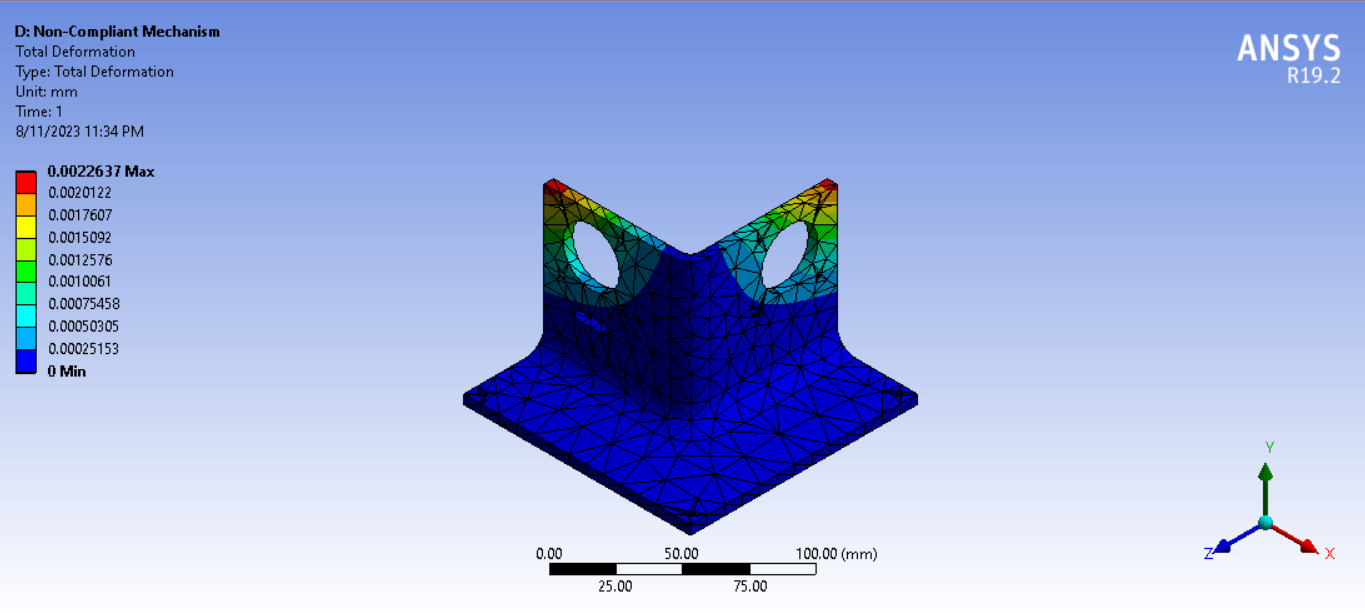 D: Non-Compliant Mechanism
Total Deformation
Type: Total Deformation
Unit: mm
Time: 1
8/11/2023 11:34 PM
ANSYS
R19.2
0.0022637 Max
0.0020122
0.0017607
0.0015092
0.0012576
0.0010061
0.00075458
0.00050305
0.00025153
0 Min
0.00 50.00 100.00 (mm)
25.00 75.00
Y
Z X